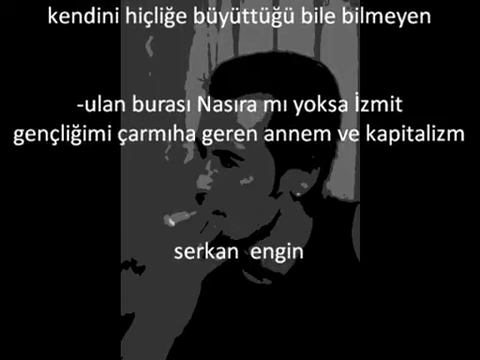 kendini hiçliğe büyüttüğü bile bilmeyen
-ulan burası Nasıra mı yoksa İzmit
gençliğimi çarmıha geren annem ve kapitalizm
serkan engin